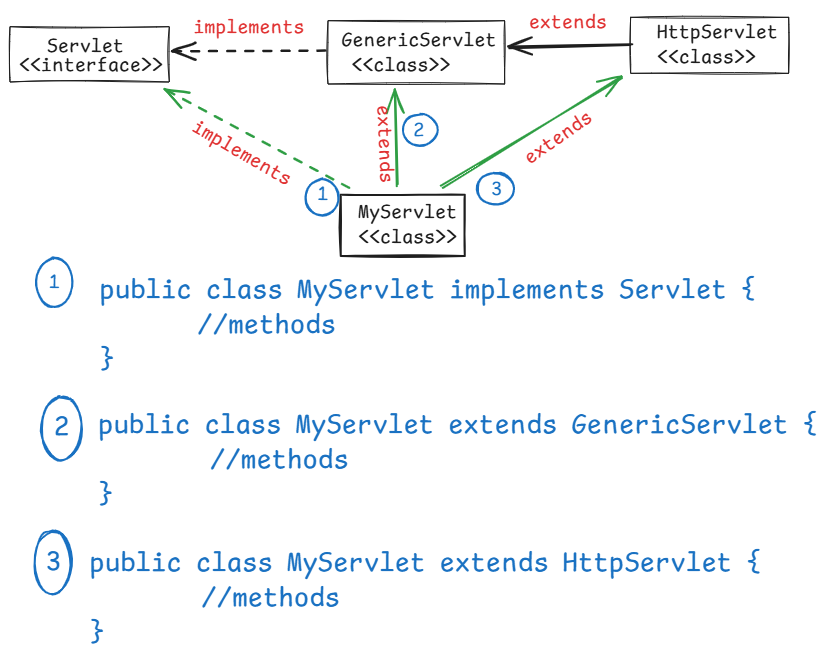 Servlet
<<interface>>
implements
GenericServlet
<<class>>
extends
HttpServlet
<<class>>
implements
1
extends
2
extends
3
MyServlet
<<class>>
1
public class MyServlet implements Servlet {
//methods
}
2
public class MyServlet extends GenericServlet {
//methods
}
3
public class MyServlet extends HttpServlet {
//methods
}